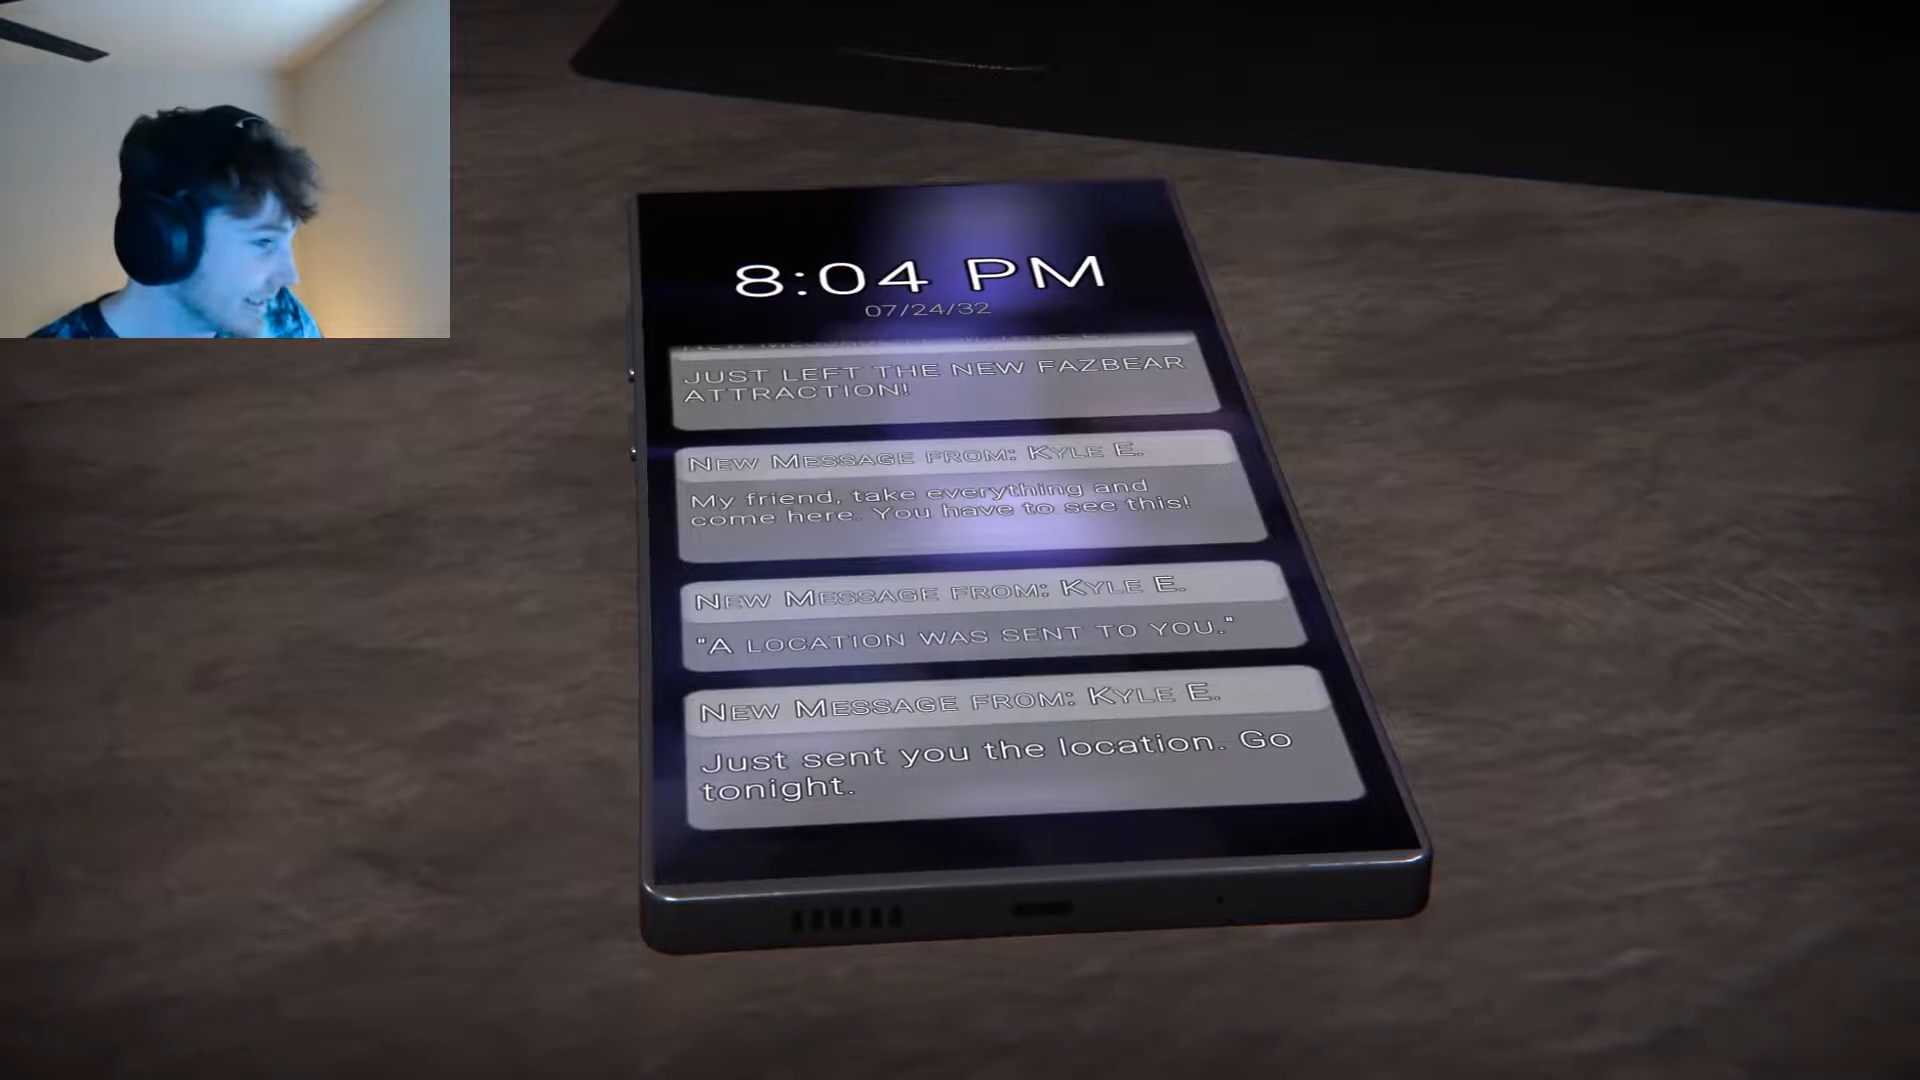 8:04 PM
07/24/32
JUST LEFT THE NEW FAZBEAR
ATTRACTION!
NEW MESSAGE FROM: KYLE E.
My friend, take everything and
come here. You have to see this!
NEW MESSAGE FROM: KYLE E.
"A LOCATION WAS SENT TO YOU."
NEW MESSAGE FROM: KYLE E.
Just sent you the location. Go
tonight.